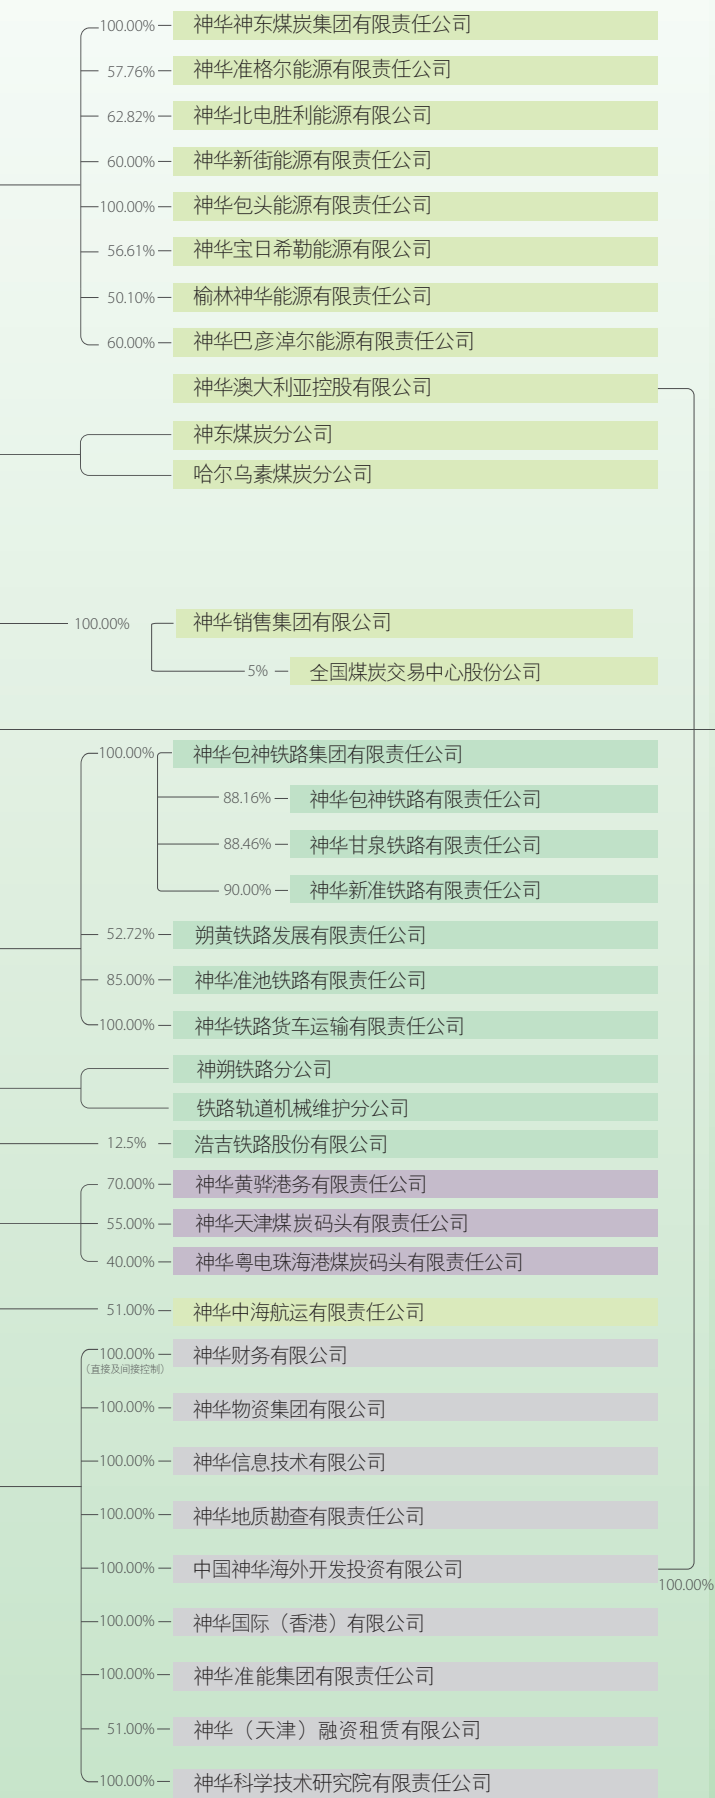 100.00% 神华神东煤炭集团有限责任公司
57.76% 神华准格尔能源有限责任公司
62.82% 神华北电胜利能源有限公司
60.00% 神华新街能源有限责任公司
100.00% 神华包头能源有限责任公司
56.61% 神华宝日希勒能源有限公司
50.10% 榆林神华能源有限责任公司
60.00% 神华巴彦淖尔能源有限责任公司
神华澳大利亚控股有限公司
神东煤炭分公司
哈尔乌素煤炭分公司
100.00% 神华销售集团有限公司
5% 全国煤炭交易中心股份公司
100.00% 神华包神铁路集团有限责任公司
88.16% 神华包神铁路有限责任公司
88.46% 神华甘泉铁路有限责任公司
90.00% 神华新准铁路有限责任公司
52.72% 朔黄铁路发展有限责任公司
85.00% 神华准池铁路有限责任公司
100.00% 神华铁路货车运输有限责任公司
神朔铁路分公司
铁路轨道机械维护分公司
12.5% 浩吉铁路股份有限公司
70.00% 神华黄骅港务有限责任公司
55.00% 神华天津煤炭码头有限责任公司
40.00% 神华粤电珠海港煤炭码头有限责任公司
51.00% 神华中海航运有限责任公司
100.00% 神华财务有限公司
（直接及间接控制）
100.00% 神华物资集团有限公司
100.00% 神华信息技术有限公司
100.00% 神华地质勘查有限责任公司
100.00% 中国神华海外开发投资有限公司
100.00%
100.00% 神华国际（香港）有限公司
100.00% 神华准能集团有限责任公司
51.00% 神华（天津）融资租赁有限公司
100.00% 神华科学技术研究院有限责任公司